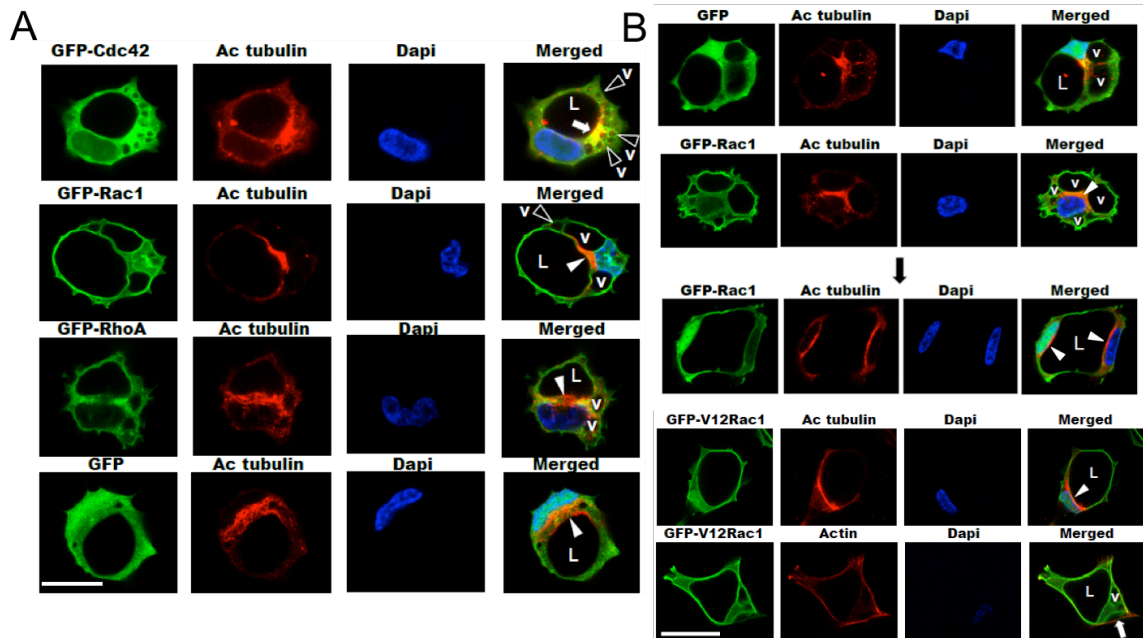 A
GFP-Cdc42 Ac tubulin Dapi Merged
v
L
v
v
v
GFP-Rac1 Ac tubulin Dapi Merged
v
v
L
v
GFP-RhoA Ac tubulin Dapi Merged
L
v
v
GFP Ac tubulin Dapi Merged
L
B
GFP Ac tubulin Dapi Merged
v
L
v
GFP-Rac1 Ac tubulin Dapi Merged
v
v
v
GFP-Rac1 Ac tubulin Dapi Merged
L
GFP-V12Rac1 Ac tubulin Dapi Merged
L
GFP-V12Rac1 Actin Dapi Merged
L
v